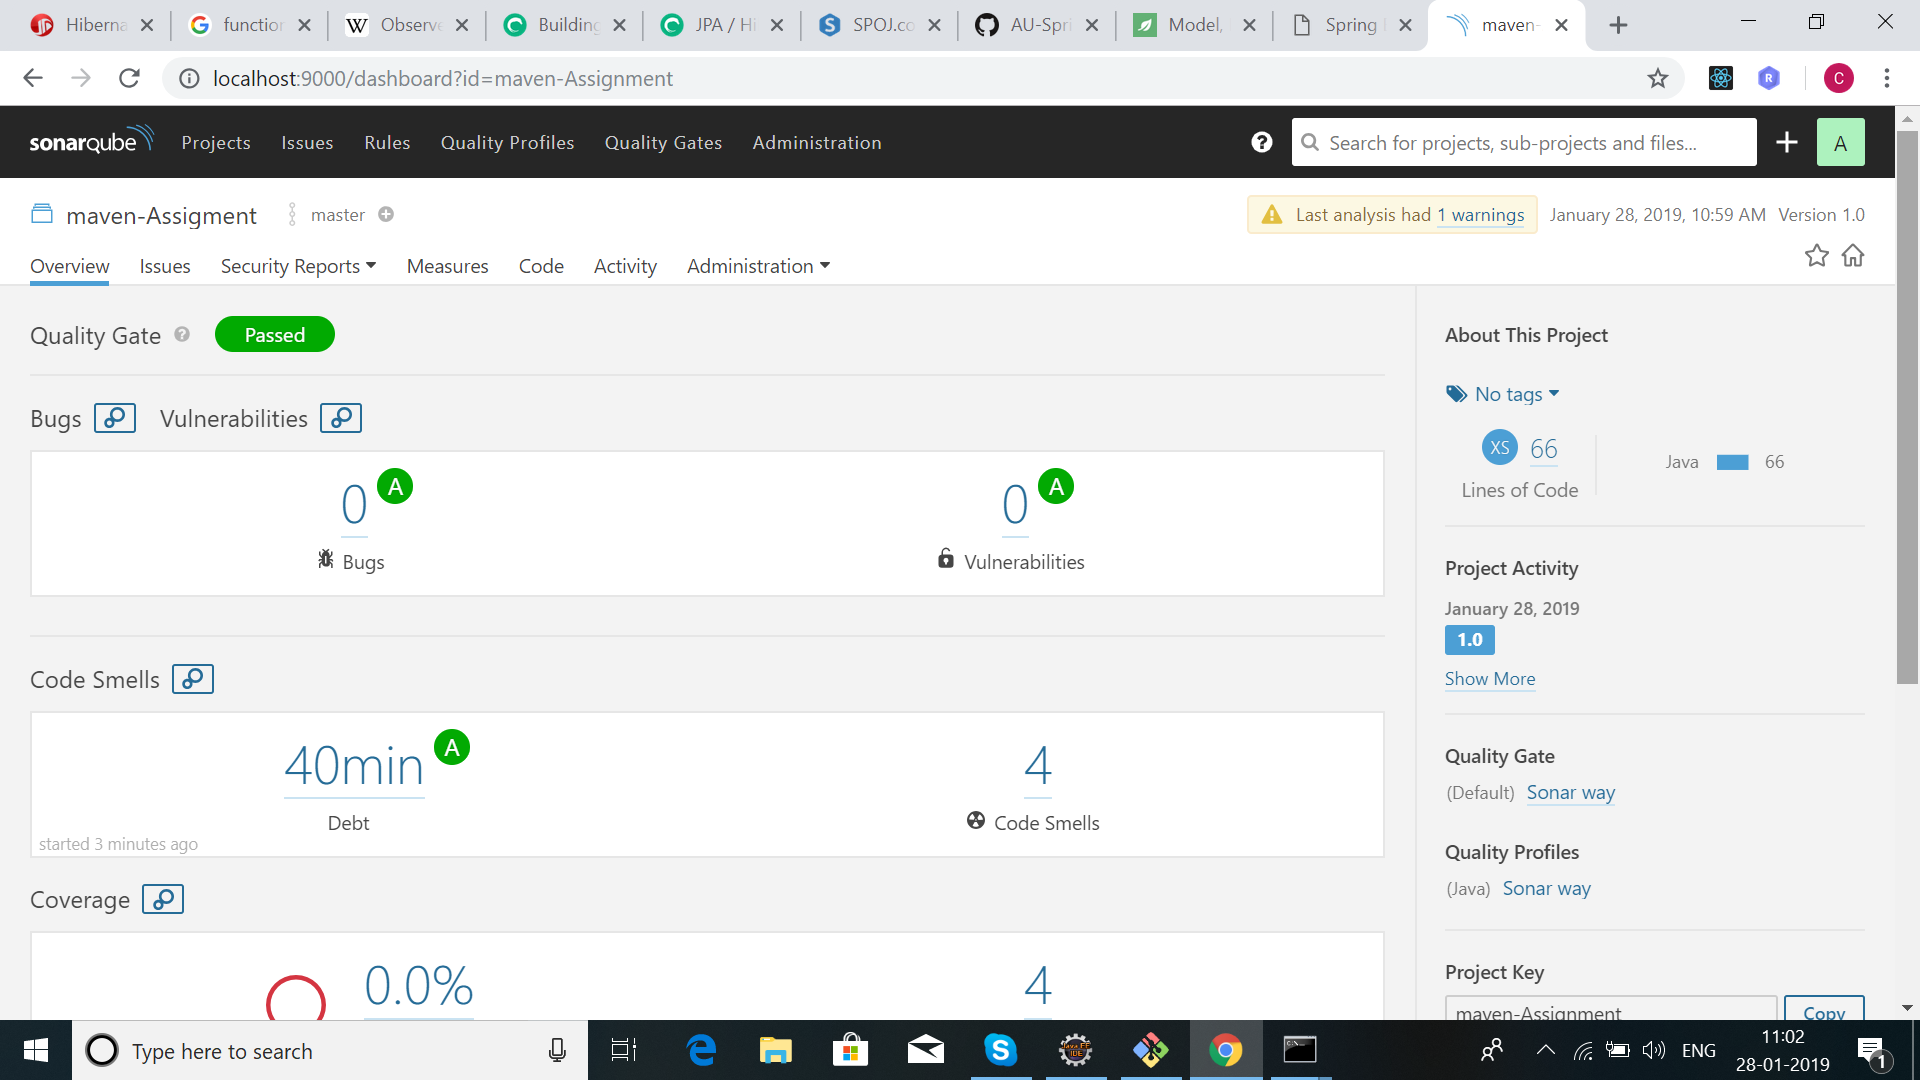 Hiberna
function
W Observe
Building
JPA / Hi
SPOJ.co
AU-Spri
Model,
Spring
maven-
localhost:9000/dashboard?id=maven-Assignment
R
C
sonarqube
Projects
Issues
Rules
Quality Profiles
Quality Gates
Administration
Search for projects, sub-projects and files...
A
maven-Assigment
master
Last analysis had 1 warnings
January 28, 2019, 10:59 AM
Version 1.0
Overview
Issues
Security Reports
Measures
Code
Activity
Administration
Quality Gate
Passed
Bugs
Vulnerabilities
0 A
Bugs
0 A
Vulnerabilities
Code Smells
40min A
Debt
started 3 minutes ago
4
Code Smells
Coverage
0.0%
4
About This Project
No tags
XS 66
Lines of Code
Java 66
Project Activity
January 28, 2019
1.0
Show More
Quality Gate
(Default) Sonar way
Quality Profiles
(Java) Sonar way
Project Key
maven-Assignment
Copy
Type here to search
ENG
11:02
28-01-2019
1